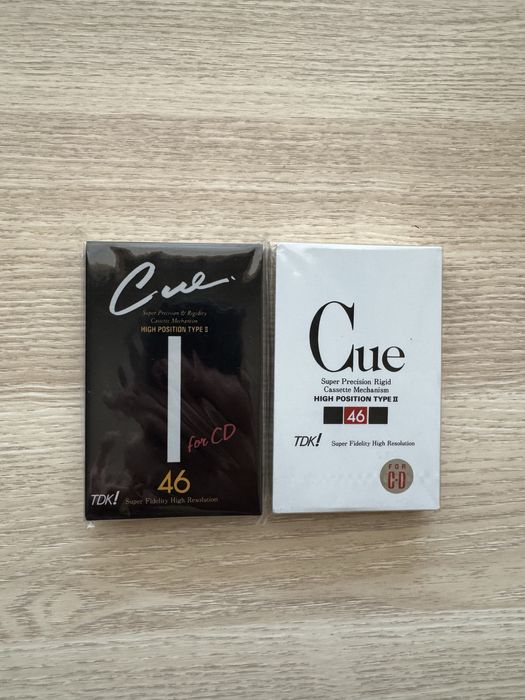 Cue.
Super Precision & Rigidity
Cassette Mechanism
HIGH POSITION TYPE II
for CD
46
TDK! Super Fidelity High Resolution
Cue
Super Precision Rigid
Cassette Mechanism
HIGH POSITION TYPE II
46
TDK! Super Fidelity High Resolution
FOR
C·D